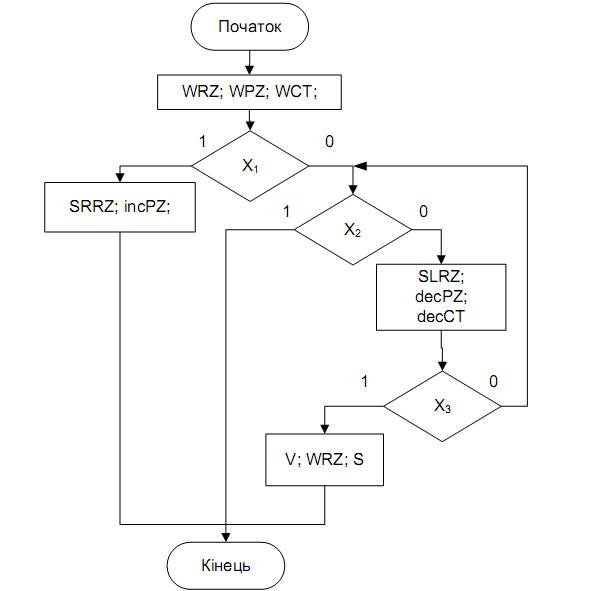 Початок
WRZ; WPZ; WCT;
1
0
X₁
SRRZ; incPZ;
1
0
X₂
SLRZ;
decPZ;
decCT
1
0
X₃
V; WRZ; S
Кінець